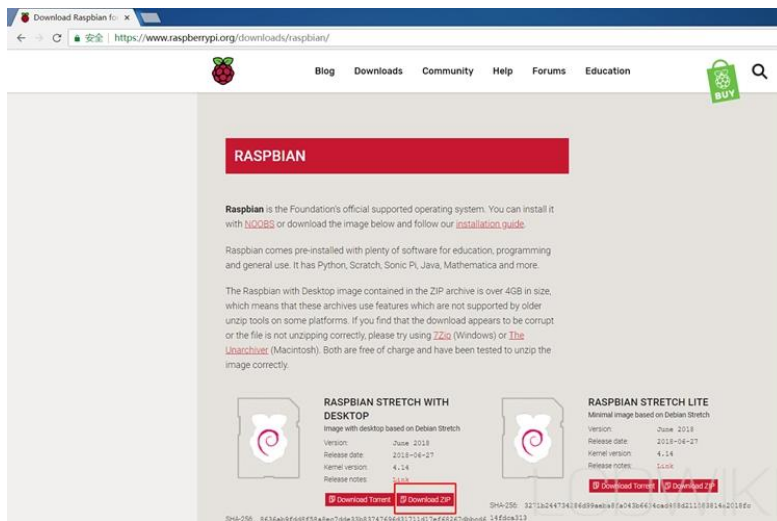 Download Raspbian fo
安全 https://www.raspberrypi.org/downloads/raspbian/
Blog Downloads Community Help Forums Education
BUY
RASPBIAN
Raspbian is the Foundation's official supported operating system. You can install it
with NOOBS or download the image below and follow our installation guide.
Raspbian comes pre-installed with plenty of software for education, programming
and general use. It has Python, Scratch, Sonic Pi, Java, Mathematica and more.
The Raspbian with Desktop image contained in the ZIP archive is over 4GB in size,
which means that these archives use features which are not supported by older
unzip tools on some platforms. If you find that the download appears to be corrupt
or the file is not unzipping correctly, please try using 7Zip (Windows) or The
Unarchiver (Macintosh). Both are free of charge and have been tested to unzip the
image correctly.
RASPBIAN STRETCH WITH
DESKTOP
Image with desktop based on Debian Stretch
Version: June 2018
Release date: 2018-06-27
Kernel version: 4.14
Release notes: Link
Download Torrent Download ZIP
SHA-256:
RASPBIAN STRETCH LITE
Minimal image based on Debian Stretch
Version: June 2018
Release date: 2018-06-27
Kernel version: 4.14
Release notes: Link
Download Torrent Download ZIP
SHA-256: